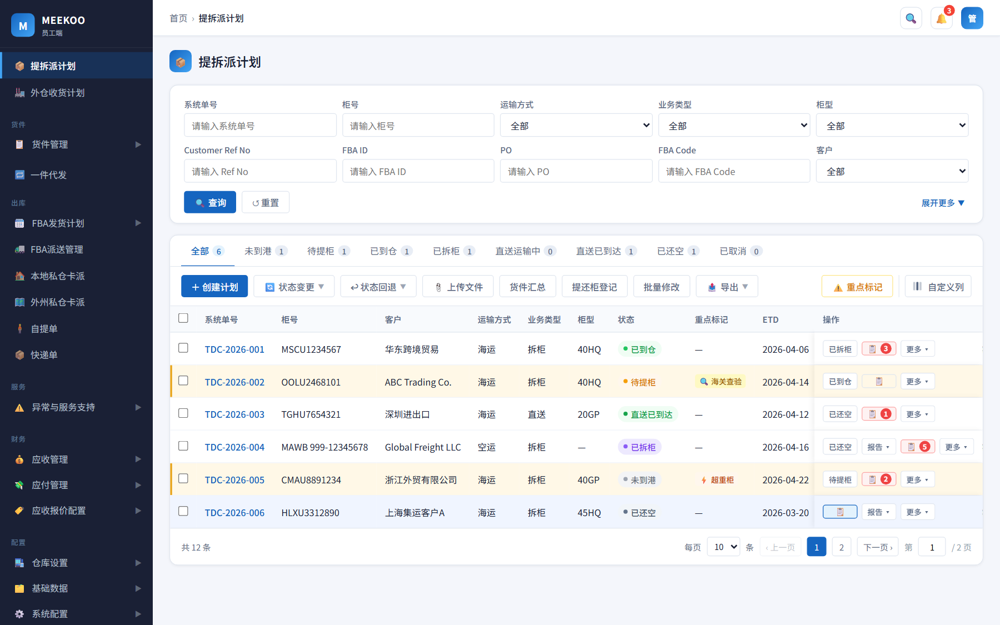 M MEEKOO
员工端
提拆派计划
外仓收货计划
货件
货件管理 ▶
一件代发
出库
FBA发货计划 ▶
FBA派送管理
本地私仓卡派
外州私仓卡派
自提单
快递单
服务
异常与服务支持 ▶
财务
应收管理 ▶
应付管理 ▶
应收报价配置 ▶
配置
仓库设置 ▶
基础数据 ▶
系统配置 ▶
首页 › 提拆派计划
3
管
提拆派计划
系统单号 柜号 运输方式 业务类型 柜型
请输入系统单号 请输入柜号 全部 全部 全部
Customer Ref No FBA ID PO FBA Code 客户
请输入 Ref No 请输入 FBA ID 请输入 PO 请输入 FBA Code 全部
查询 ↺ 重置 展开更多 ▼
全部 6 未到港 1 待提柜 1 已到仓 1 已拆柜 1 直送运输中 0 直送已到达 1 已还空 1 已取消 0
＋ 创建计划 状态变更 ▼ ↩ 状态回退 ▼ 上传文件 货件汇总 提还柜登记 批量修改 导出 ▼ 重点标记 自定义列
系统单号 柜号 客户 运输方式 业务类型 柜型 状态 重点标记 ETD 操作
TDC-2026-001 MSCU1234567 华东跨境贸易 海运 拆柜 40HQ 已到仓 — 2026-04-06 已拆柜 3 更多 ▾
TDC-2026-002 OOLU2468101 ABC Trading Co. 海运 拆柜 40HQ 待提柜 海关查验 2026-04-14 已到仓 更多 ▾
TDC-2026-003 TGHU7654321 深圳进出口 海运 直送 20GP 直送已到达 — 2026-04-12 已还空 1 更多 ▾
TDC-2026-004 MAWB 999-12345678 Global Freight LLC 空运 拆柜 — 已拆柜 — 2026-04-16 已还空 报告 ▾ 5 更多 ▾
TDC-2026-005 CMAU8891234 浙江外贸有限公司 海运 拆柜 40GP 未到港 超重柜 2026-04-22 待提柜 2 更多 ▾
TDC-2026-006 HLXU3312890 上海集运客户A 海运 拆柜 45HQ 已还空 — 2026-03-20 报告 ▾ 更多 ▾
共 12 条 每页 10 条 ‹ 上一页 1 2 下一页 › 第 1 / 2 页